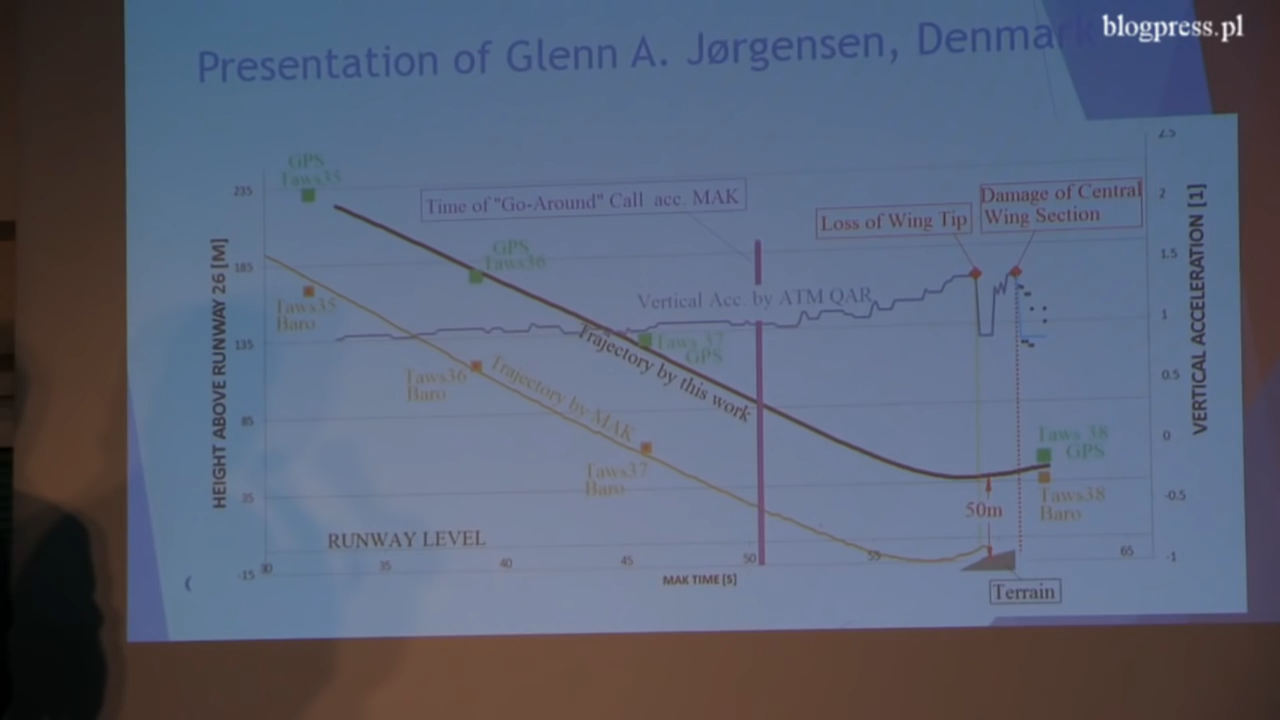 blogpress.pl
Presentation of Glenn A. Jørgensen, Denmark
GPS
Taws35
235
185
135
85
35
-15
HEIGHT ABOVE RUNWAY 26 [M]
Time of "Go-Around" Call acc. MAK
Loss of Wing Tip
Damage of Central
Wing Section
2.5
2
1.5
1
0.5
0
-0.5
-1
VERTICAL ACCELERATION [1]
GPS
Taws36
Vertical Acc. by ATM QAR
Taws35
Baro
Taws 37
GPS
Trajectory by this work
Taws36
Baro
Trajectory by MAK
Taws37
Baro
Taws 38
GPS
Taws38
Baro
50m
RUNWAY LEVEL
30
35
40
45
50
55
65
MAK TIME [S]
Terrain